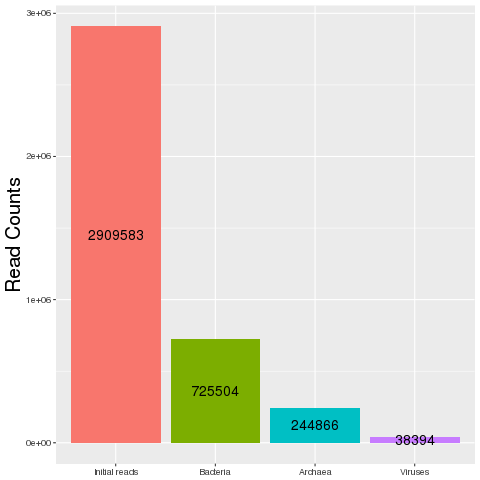 Read Counts
3e+06
2e+06
1e+06
0e+00
2909583
725504
244866
38394
Initial reads
Bacteria
Archaea
Viruses